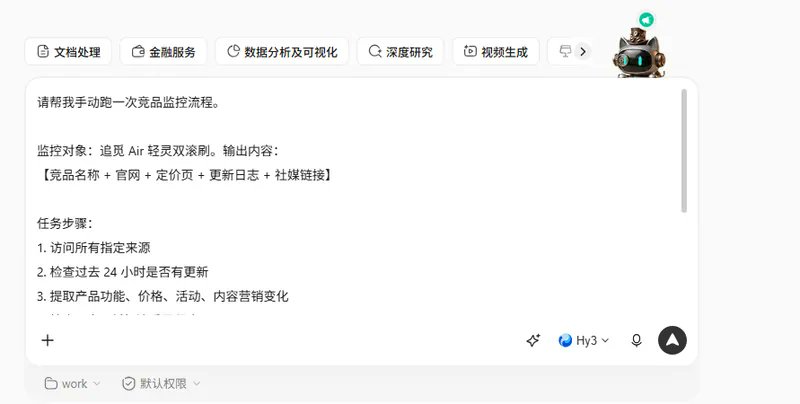 文档处理
金融服务
数据分析及可视化
深度研究
视频生成
请帮我手动跑一次竞品监控流程。
监控对象：追觅 Air 轻灵双滚刷。输出内容：
【竞品名称 + 官网 + 定价页 + 更新日志 + 社媒链接】
任务步骤：
1. 访问所有指定来源
2. 检查过去 24 小时是否有更新
3. 提取产品功能、价格、活动、内容营销变化
Hy3
work
默认权限